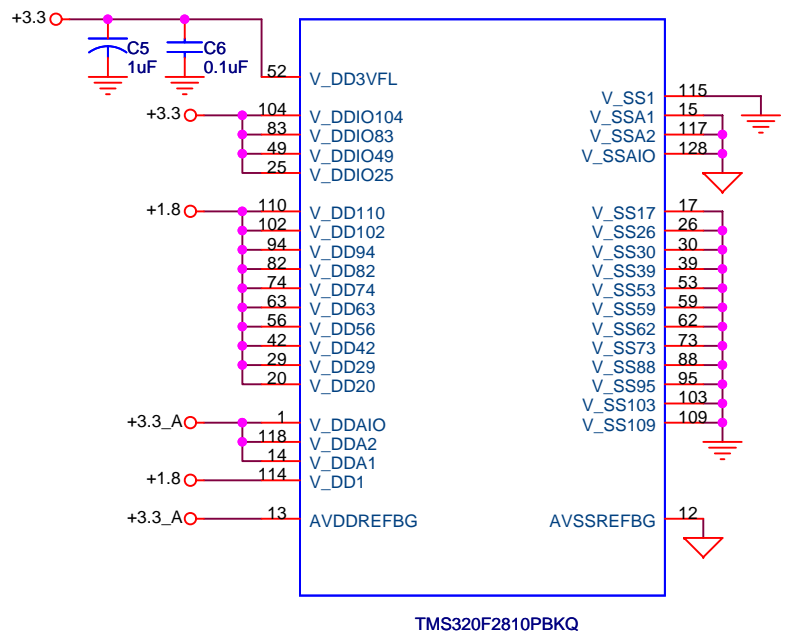 +3.3
C5 C6
1uF 0.1uF
52 V_DD3VFL
V_SS1 115
+3.3 104 V_DDIO104 V_SSA1 15
83 V_DDIO83 V_SSA2 117
49 V_DDIO49 V_SSAIO 128
25 V_DDIO25
+1.8 110 V_DD110 V_SS17 17
102 V_DD102 V_SS26 26
94 V_DD94 V_SS30 30
82 V_DD82 V_SS39 39
74 V_DD74 V_SS53 53
63 V_DD63 V_SS59 59
56 V_DD56 V_SS62 62
42 V_DD42 V_SS73 73
29 V_DD29 V_SS88 88
20 V_DD20 V_SS95 95
V_SS103 103
+3.3_A 1 V_DDAIO V_SS109 109
118 V_DDA2
14 V_DDA1
+1.8 114 V_DD1
+3.3_A 13 AVDDREFBG AVSSREFBG 12
TMS320F2810PBKQ